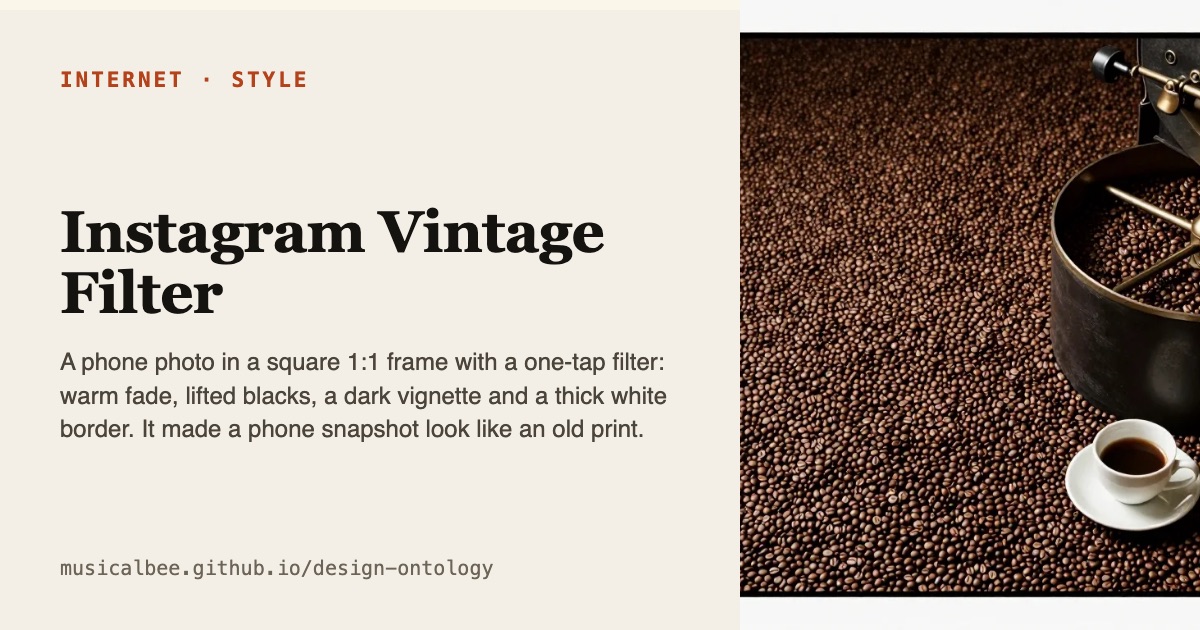 INTERNET · STYLE
Instagram Vintage
Filter
A phone photo in a square 1:1 frame with a one-tap filter:
warm fade, lifted blacks, a dark vignette and a thick white
border. It made a phone snapshot look like an old print.
musicalbee.github.io/design-ontology